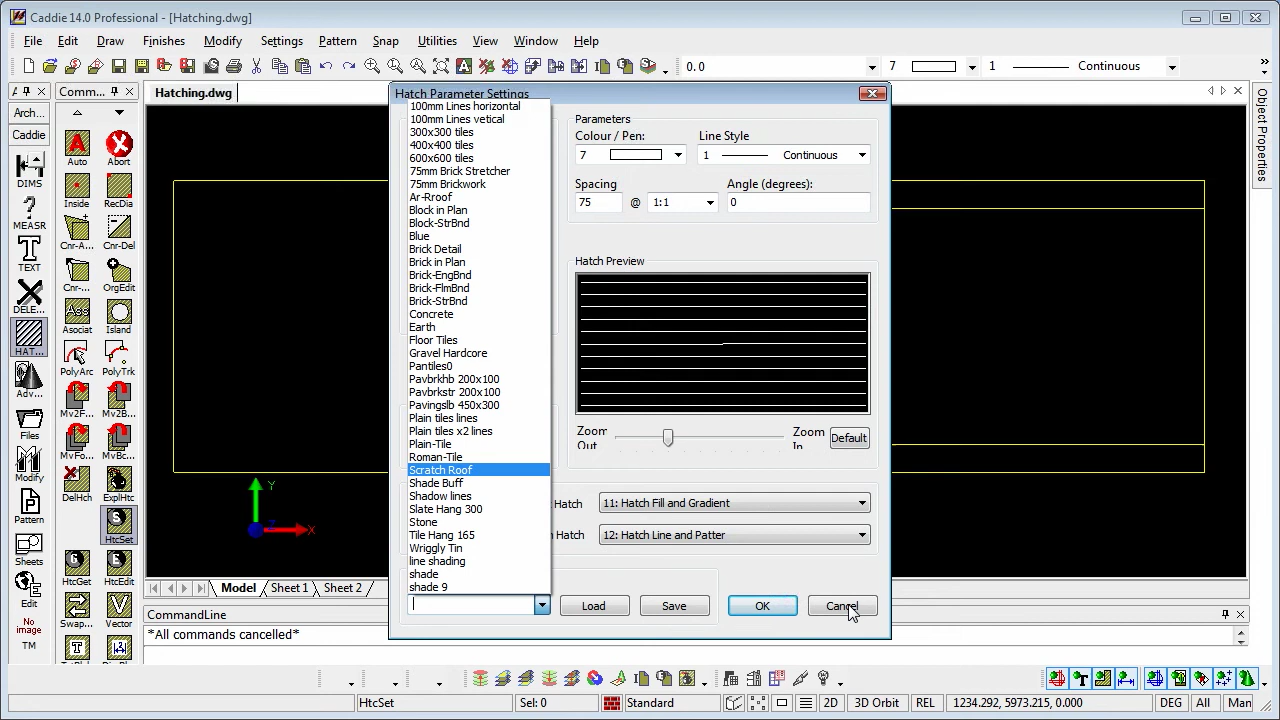 Caddie 14.0 Professional - [Hatching.dwg]
File Edit Draw Finishes Modify Settings Pattern Snap Utilities View Window Help
0.0 7 1 Continuous
Comm...
Hatching.dwg
Arch...
Caddie
DIMS
MEASR
TEXT
DELE...
HAT...
Adv...
Files
Modify
Pattern
Sheets
Edit
No
image
TM
Auto Abort
Inside RecDia
Cnr-A... Cnr-Del
Cnr-... OrgEdit
Asociat Island
PolyArc PolyTrk
Mv2F... Mv2B...
MvFo... MvBe...
DelHch ExplHtc
HtcSet
HtcGet HtcEdit
Swap... Vector
Hatch Parameter Settings
100mm Lines horizontal
100mm Lines vetical
300x300 tiles
400x400 tiles
600x600 tiles
75mm Brick Stretcher
75mm Brickwork
Ar-Rroof
Block in Plan
Block-StrBnd
Blue
Brick Detail
Brick in Plan
Brick-EngBnd
Brick-FlmBnd
Brick-StrBnd
Concrete
Earth
Floor Tiles
Gravel Hardcore
Pantiles0
Pavbrkhb 200x100
Pavbrkstr 200x100
Pavingslb 450x300
Plain tiles lines
Plain tiles x2 lines
Plain-Tile
Roman-Tile
Scratch Roof
Shade Buff
Shadow lines
Slate Hang 300
Stone
Tile Hang 165
Wriggly Tin
line shading
shade
shade 9
Parameters
Colour / Pen: Line Style
7 1 Continuous
Spacing Angle (degrees):
75 @ 1:1 0
Hatch Preview
Zoom
Out
Zoom
In
Default
Hatch 11: Hatch Fill and Gradient
Hatch 12: Hatch Line and Patter
Load Save OK Cancel
Object Properties
Y
Z
X
Model Sheet 1 Sheet 2
CommandLine
*All commands cancelled*
HtcSet Sel: 0 Standard 2D 3D Orbit REL 1234.292, 5973.215, 0.000 DEG All Man